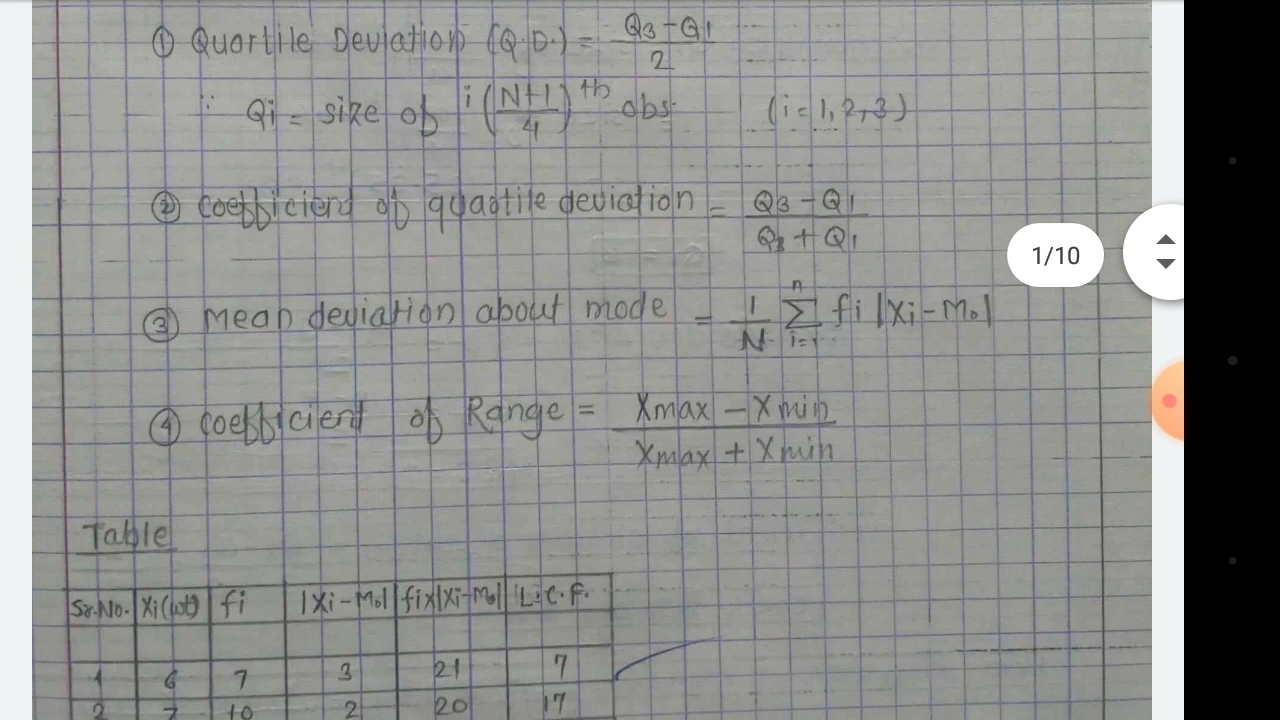 ① Quartile Deviation (Q.D.) = Q3 - Q1 / 2
∵ Qi = size of i (N+1 / 4)th obs. (i = 1, 2, 3)
② coefficient of quartile deviation = Q3 - Q1 / Q3 + Q1
1/10
③ Mean deviation about mode = 1/N n∑i=1 fi |Xi - Mo|
④ coefficient of Range = Xmax - Xmin / Xmax + Xmin
Table
Sr.No. Xi(wt) fi |Xi - Mo| fi×|Xi-Mo| L.C.F.
1 6 7 3 21 7
2 7 10 2 20 17